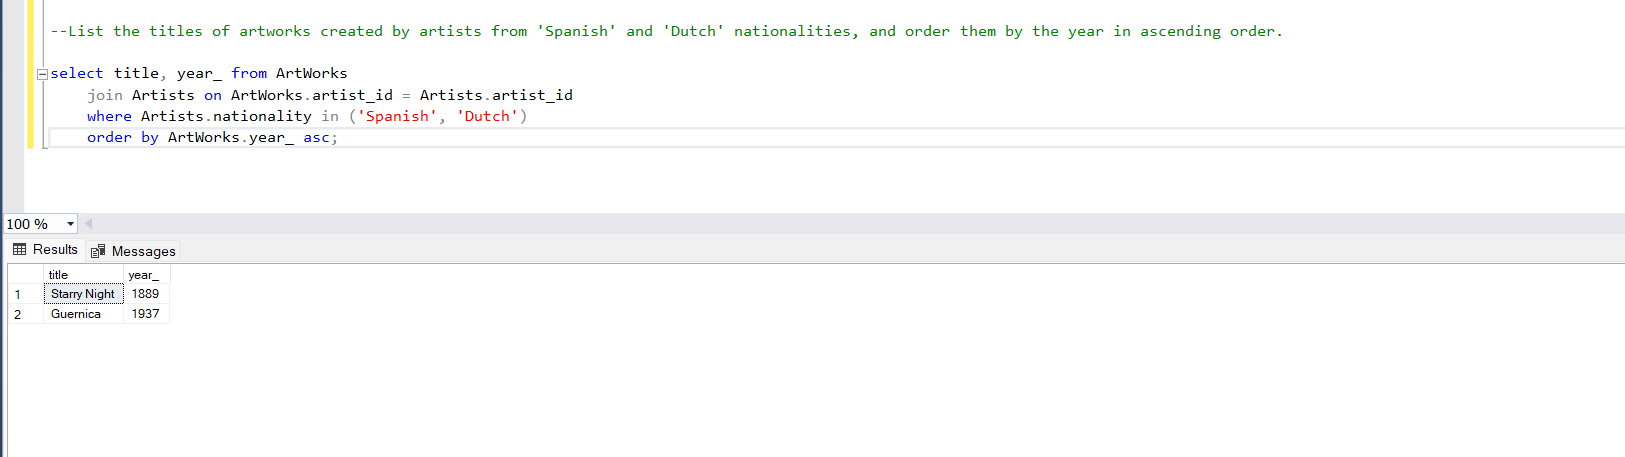 --List the titles of artworks created by artists from 'Spanish' and 'Dutch' nationalities, and order them by the year in ascending order.
select title, year_ from ArtWorks
join Artists on ArtWorks.artist_id = Artists.artist_id
where Artists.nationality in ('Spanish', 'Dutch')
order by ArtWorks.year_ asc;
100 %
Results Messages
title year_
1 Starry Night 1889
2 Guernica 1937